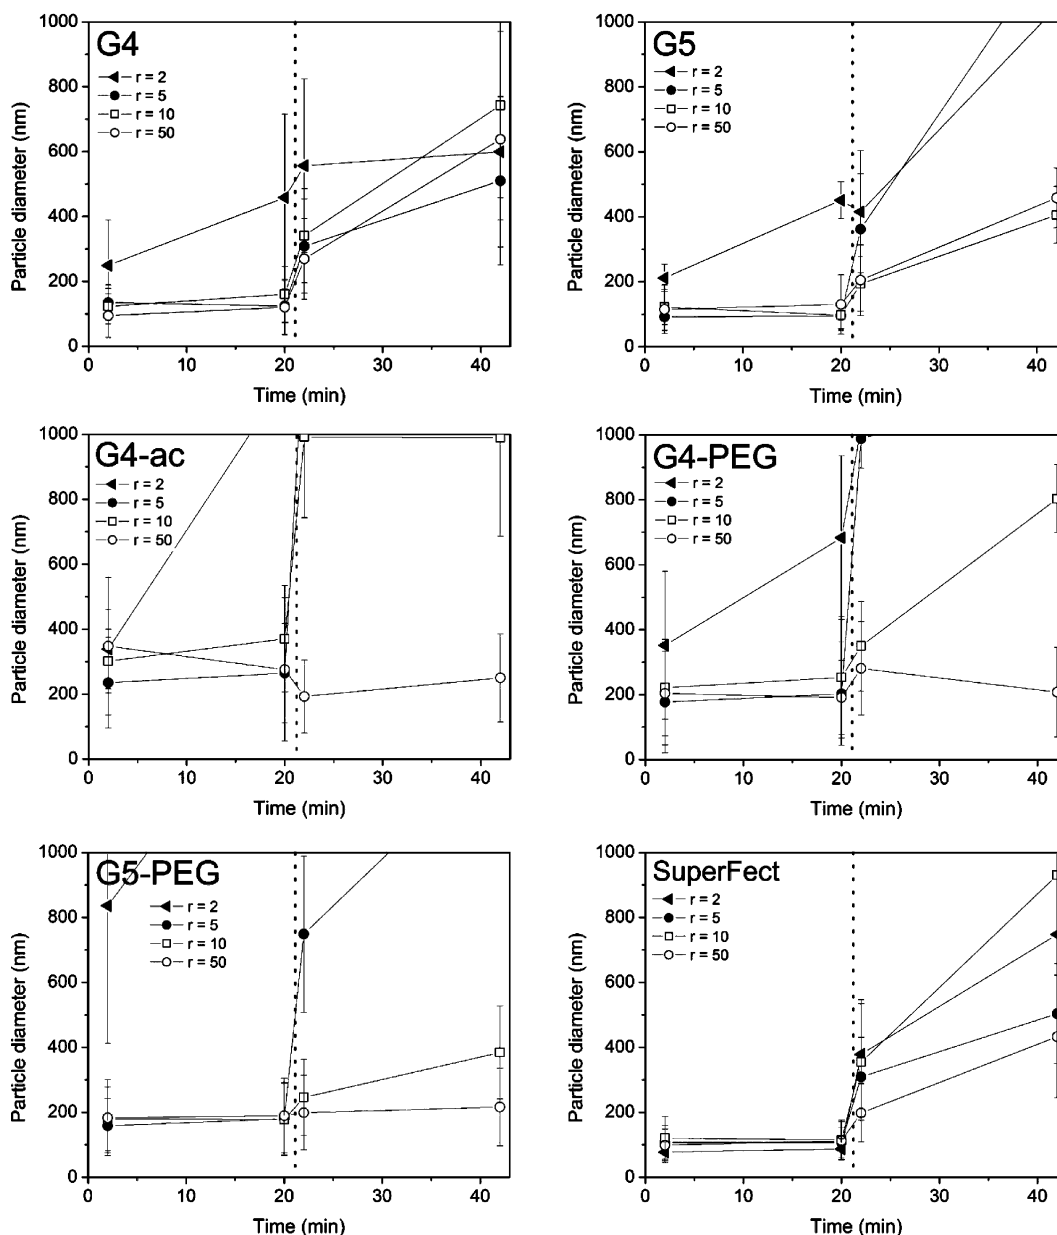 G4
r = 2
r = 5
r = 10
r = 50
Particle diameter (nm)
1000
800
600
400
200
0
0 10 20 30 40
Time (min)
G5
r = 2
r = 5
r = 10
r = 50
Particle diameter (nm)
1000
800
600
400
200
0
0 10 20 30 40
Time (min)
G4-ac
r = 2
r = 5
r = 10
r = 50
Particle diameter (nm)
1000
800
600
400
200
0
0 10 20 30 40
Time (min)
G4-PEG
r = 2
r = 5
r = 10
r = 50
Particle diameter (nm)
1000
800
600
400
200
0
0 10 20 30 40
Time (min)
G5-PEG
r = 2
r = 5
r = 10
r = 50
Particle diameter (nm)
1000
800
600
400
200
0
0 10 20 30 40
Time (min)
SuperFect
r = 2
r = 5
r = 10
r = 50
Particle diameter (nm)
1000
800
600
400
200
0
0 10 20 30 40
Time (min)